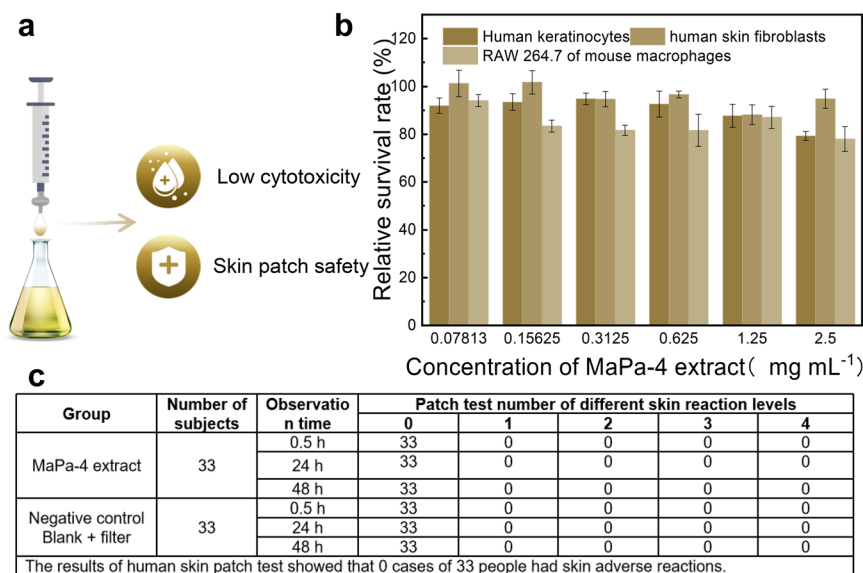 a
Low cytotoxicity
Skin patch safety
b
Relative survival rate (%)
120
100
80
60
40
20
0
Human keratinocytes
human skin fibroblasts
RAW 264.7 of mouse macrophages
0.07813 0.15625 0.3125 0.625 1.25 2.5
Concentration of MaPa-4 extract( mg mL⁻¹)
c
Group Number of subjects Observatio n time Patch test number of different skin reaction levels
0 1 2 3 4
MaPa-4 extract 33
0.5 h 33 0 0 0 0
24 h 33 0 0 0 0
48 h 33 0 0 0 0
Negative control Blank + filter 33
0.5 h 33 0 0 0 0
24 h 33 0 0 0 0
48 h 33 0 0 0 0
The results of human skin patch test showed that 0 cases of 33 people had skin adverse reactions.